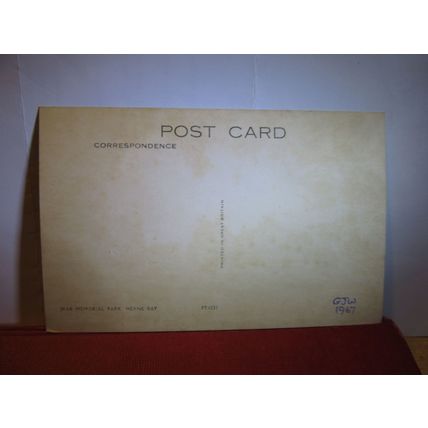 POST CARD
CORRESPONDENCE
PRINTED IN GREAT BRITAIN
WAR MEMORIAL PARK HERNE BAY
GJW
1967